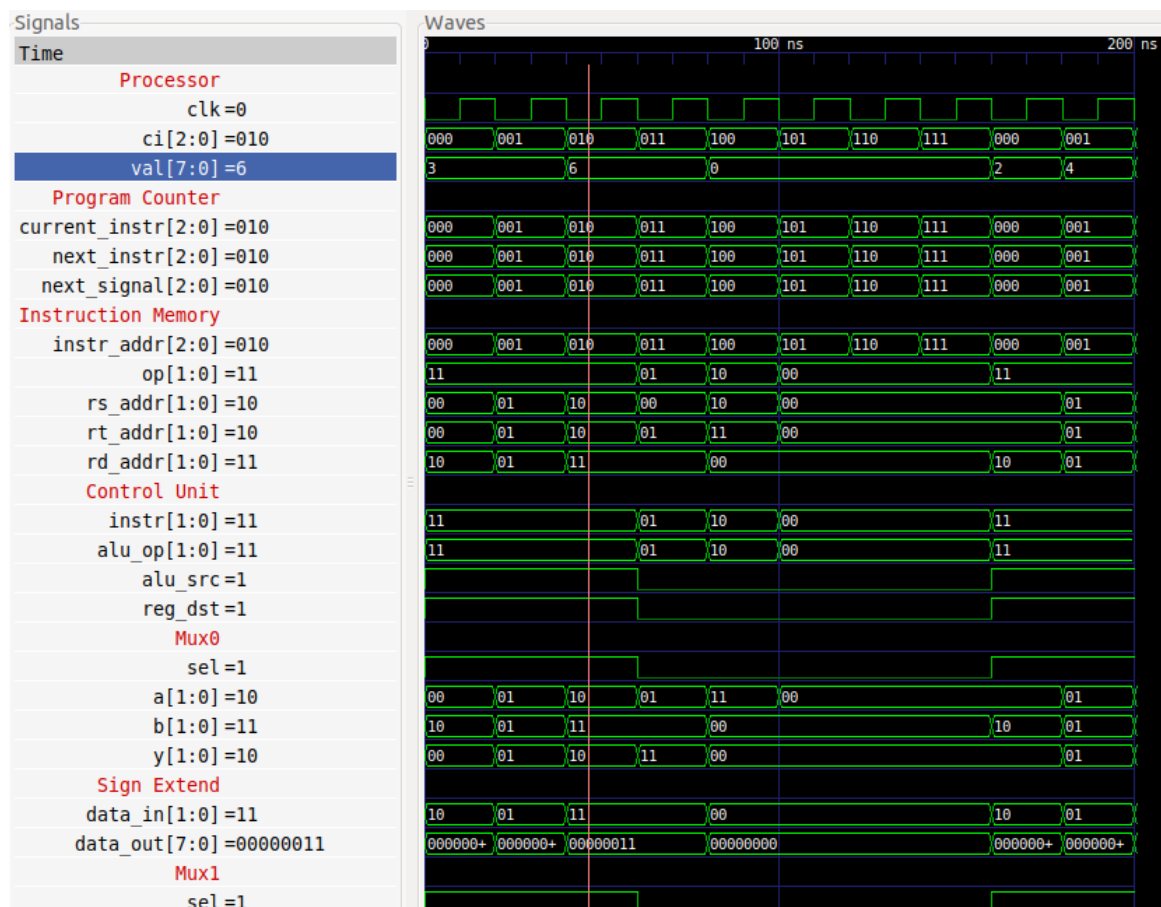 Signals Waves
Time 0 100 ns 200 ns
Processor
clk=0
ci[2:0]=010 000 001 010 011 100 101 110 111 000 001
val[7:0]=6 3 6 0 2 4
Program Counter
current_instr[2:0]=010 000 001 010 011 100 101 110 111 000 001
next_instr[2:0]=010 000 001 010 011 100 101 110 111 000 001
next_signal[2:0]=010 000 001 010 011 100 101 110 111 000 001
Instruction Memory
instr_addr[2:0]=010 000 001 010 011 100 101 110 111 000 001
op[1:0]=11 11 01 10 00 11
rs_addr[1:0]=10 00 01 10 00 10 00 01
rt_addr[1:0]=10 00 01 10 01 11 00 01
rd_addr[1:0]=11 10 01 11 00 10 01
Control Unit
instr[1:0]=11 11 01 10 00 11
alu_op[1:0]=11 11 01 10 00 11
alu_src=1
reg_dst=1
Mux0
sel=1
a[1:0]=10 00 01 10 01 11 00 01
b[1:0]=11 10 01 11 00 10 01
y[1:0]=10 00 01 10 11 00 01
Sign Extend
data_in[1:0]=11 10 01 11 00 10 01
data_out[7:0]=00000011 000000+ 000000+ 00000011 00000000 000000+ 000000+
Mux1
sel=1